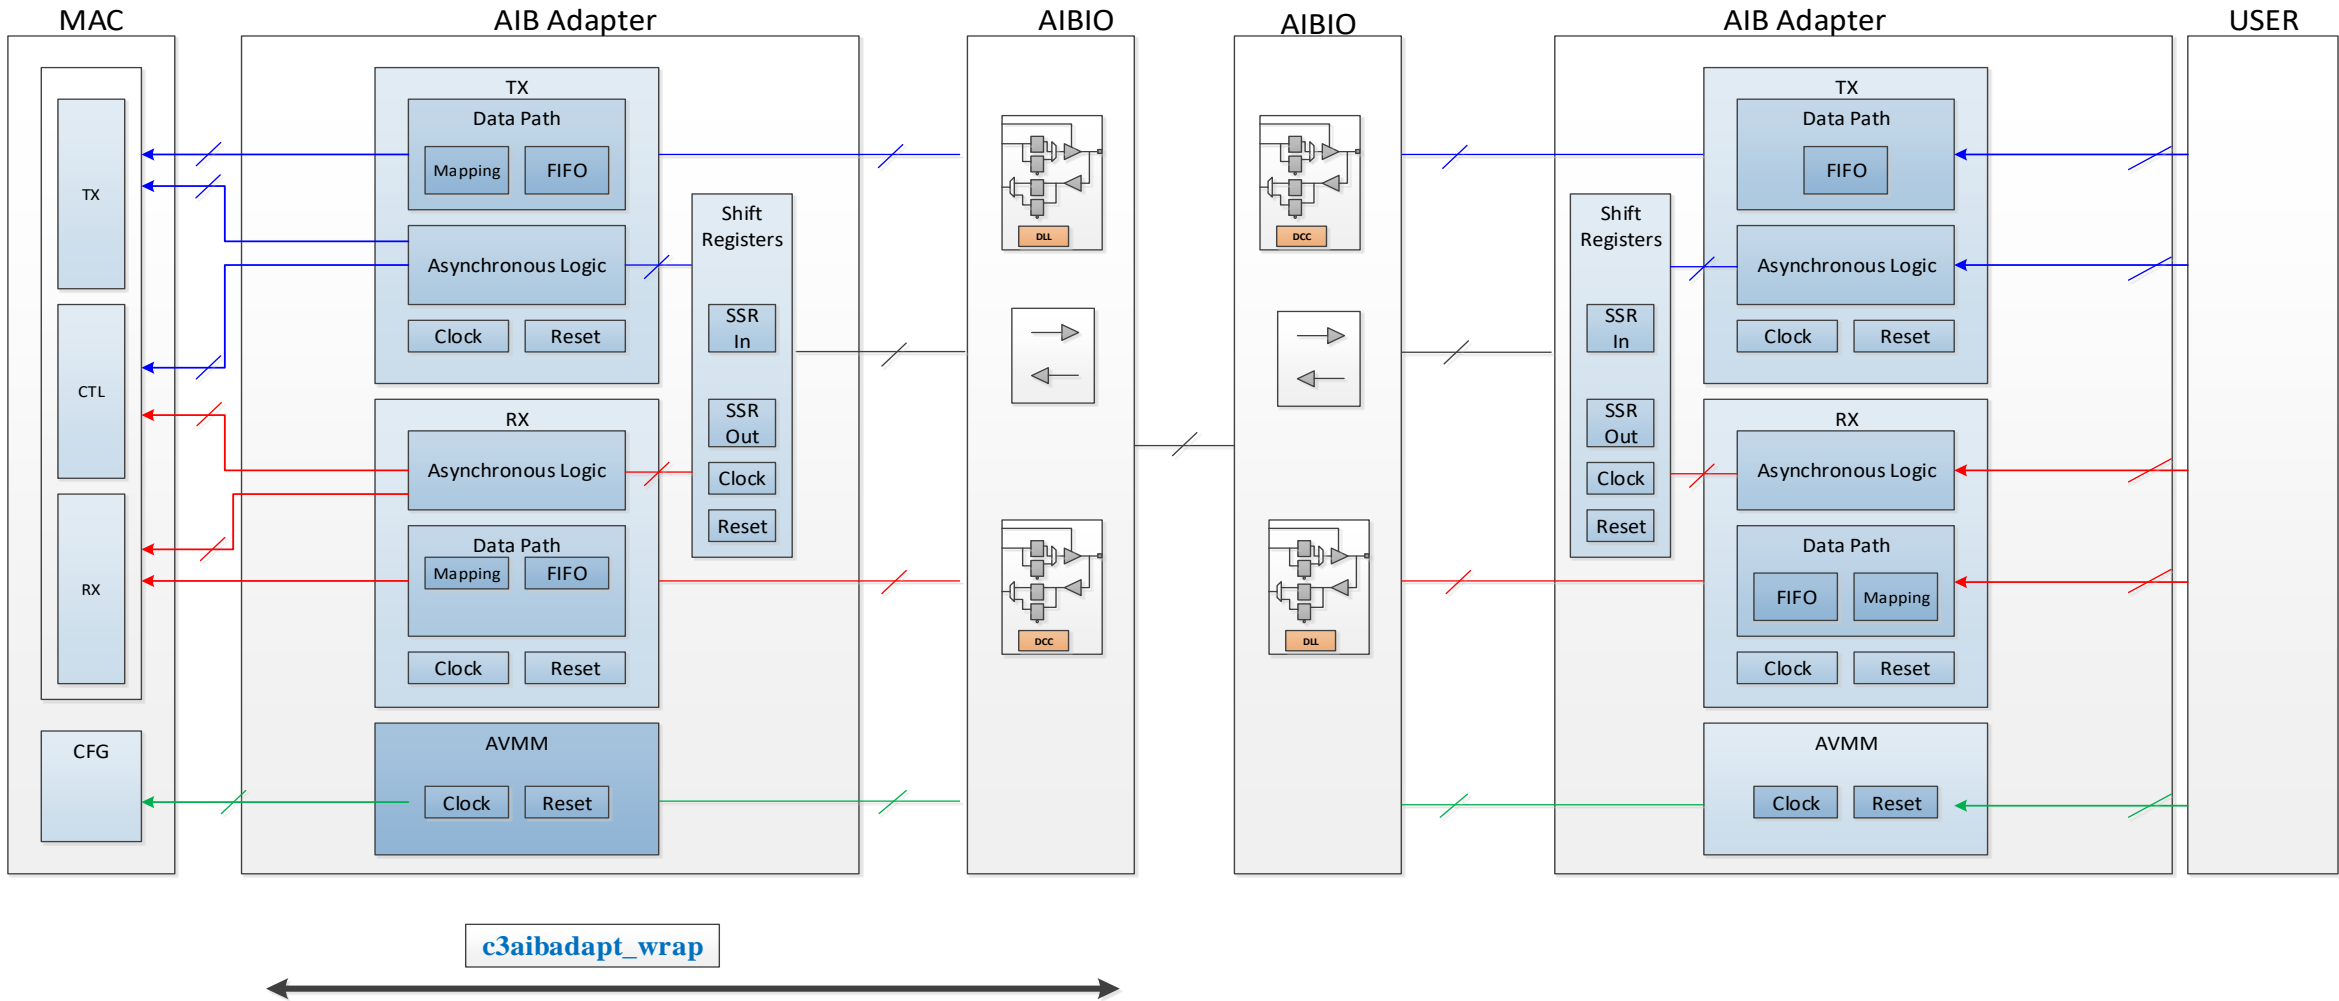 MAC
AIB Adapter
AIBIO
AIBIO
AIB Adapter
USER
TX
CTL
RX
CFG
TX
Data Path
Mapping
FIFO
Asynchronous Logic
Clock
Reset
RX
Asynchronous Logic
Data Path
Mapping
FIFO
Clock
Reset
AVMM
Clock
Reset
Shift
Registers
SSR
In
SSR
Out
Clock
Reset
DLL
DCC
DCC
DLL
Shift
Registers
SSR
In
SSR
Out
Clock
Reset
TX
Data Path
FIFO
Asynchronous Logic
Clock
Reset
RX
Asynchronous Logic
Data Path
FIFO
Mapping
Clock
Reset
AVMM
Clock
Reset
c3aibadapt_wrap